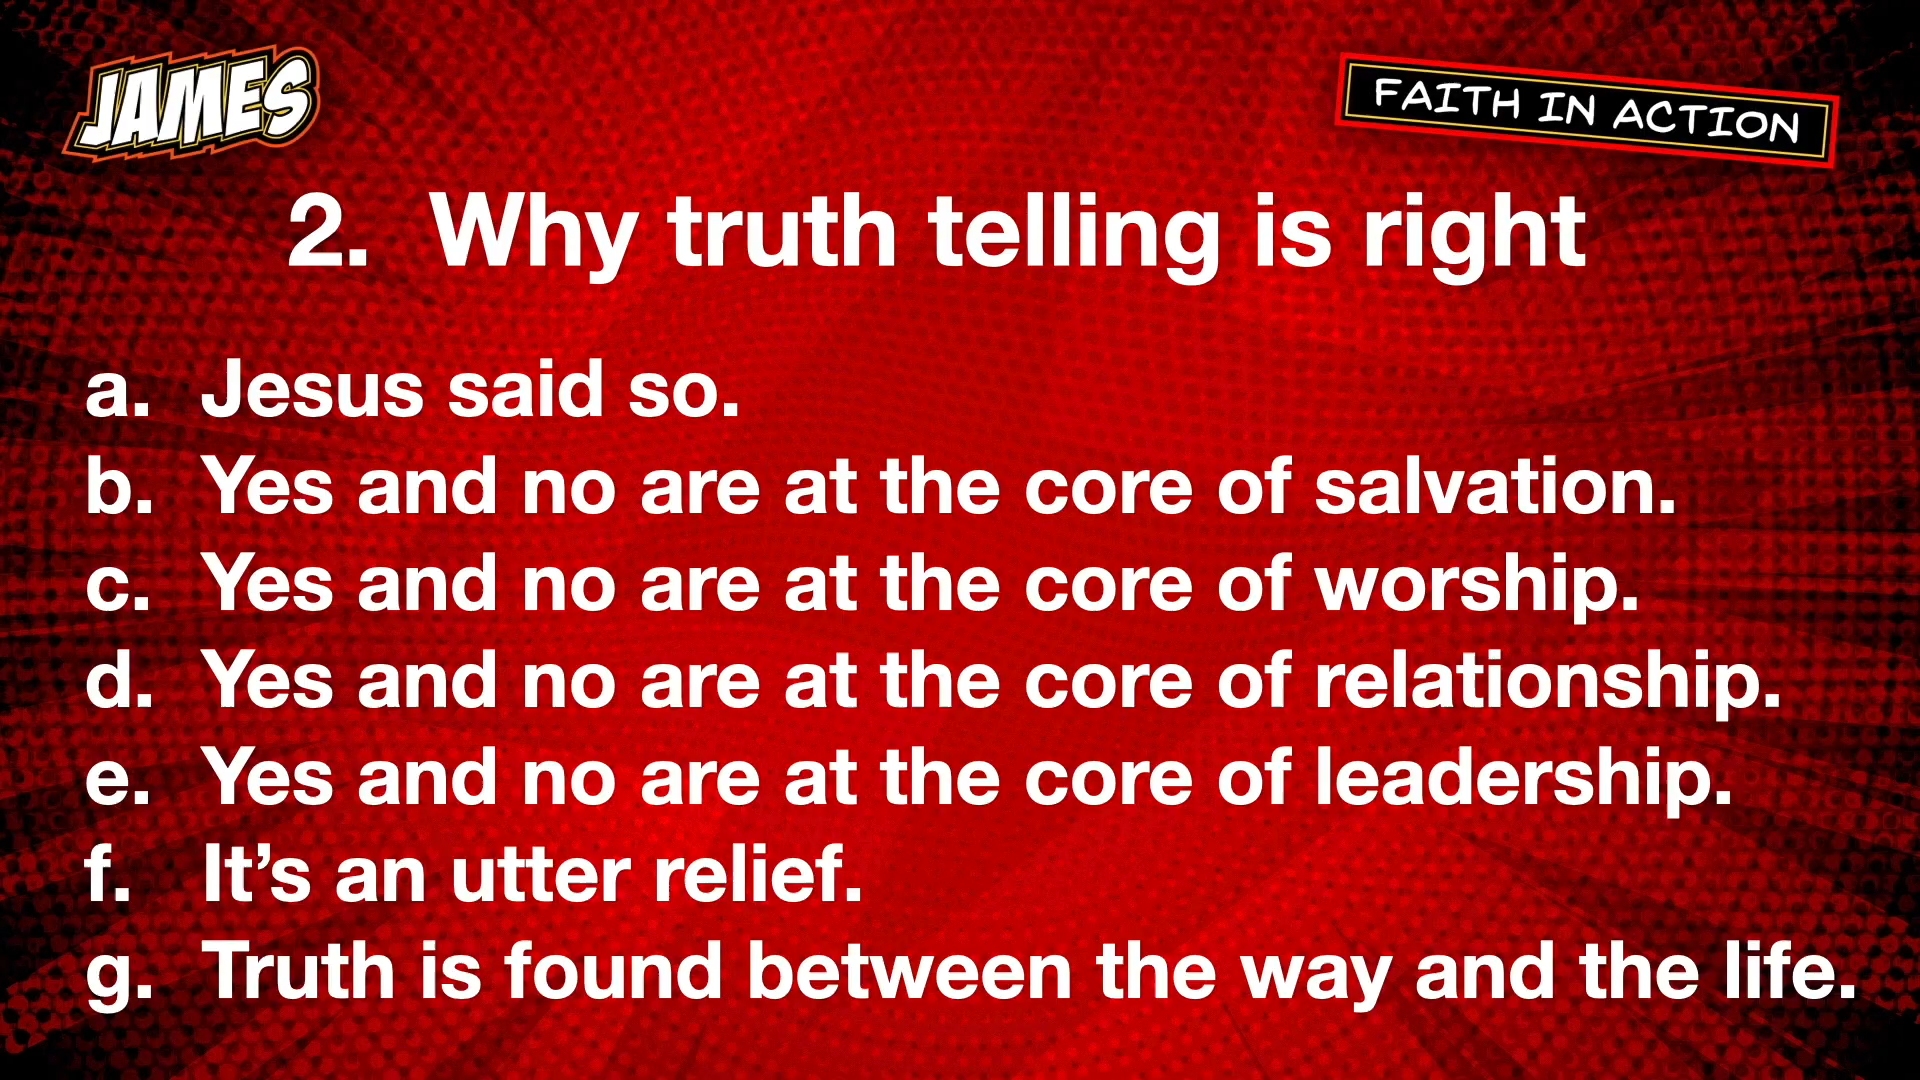 JAMES
FAITH IN ACTION
2. Why truth telling is right
a. Jesus said so.
b. Yes and no are at the core of salvation.
c. Yes and no are at the core of worship.
d. Yes and no are at the core of relationship.
e. Yes and no are at the core of leadership.
f. It’s an utter relief.
g. Truth is found between the way and the life.